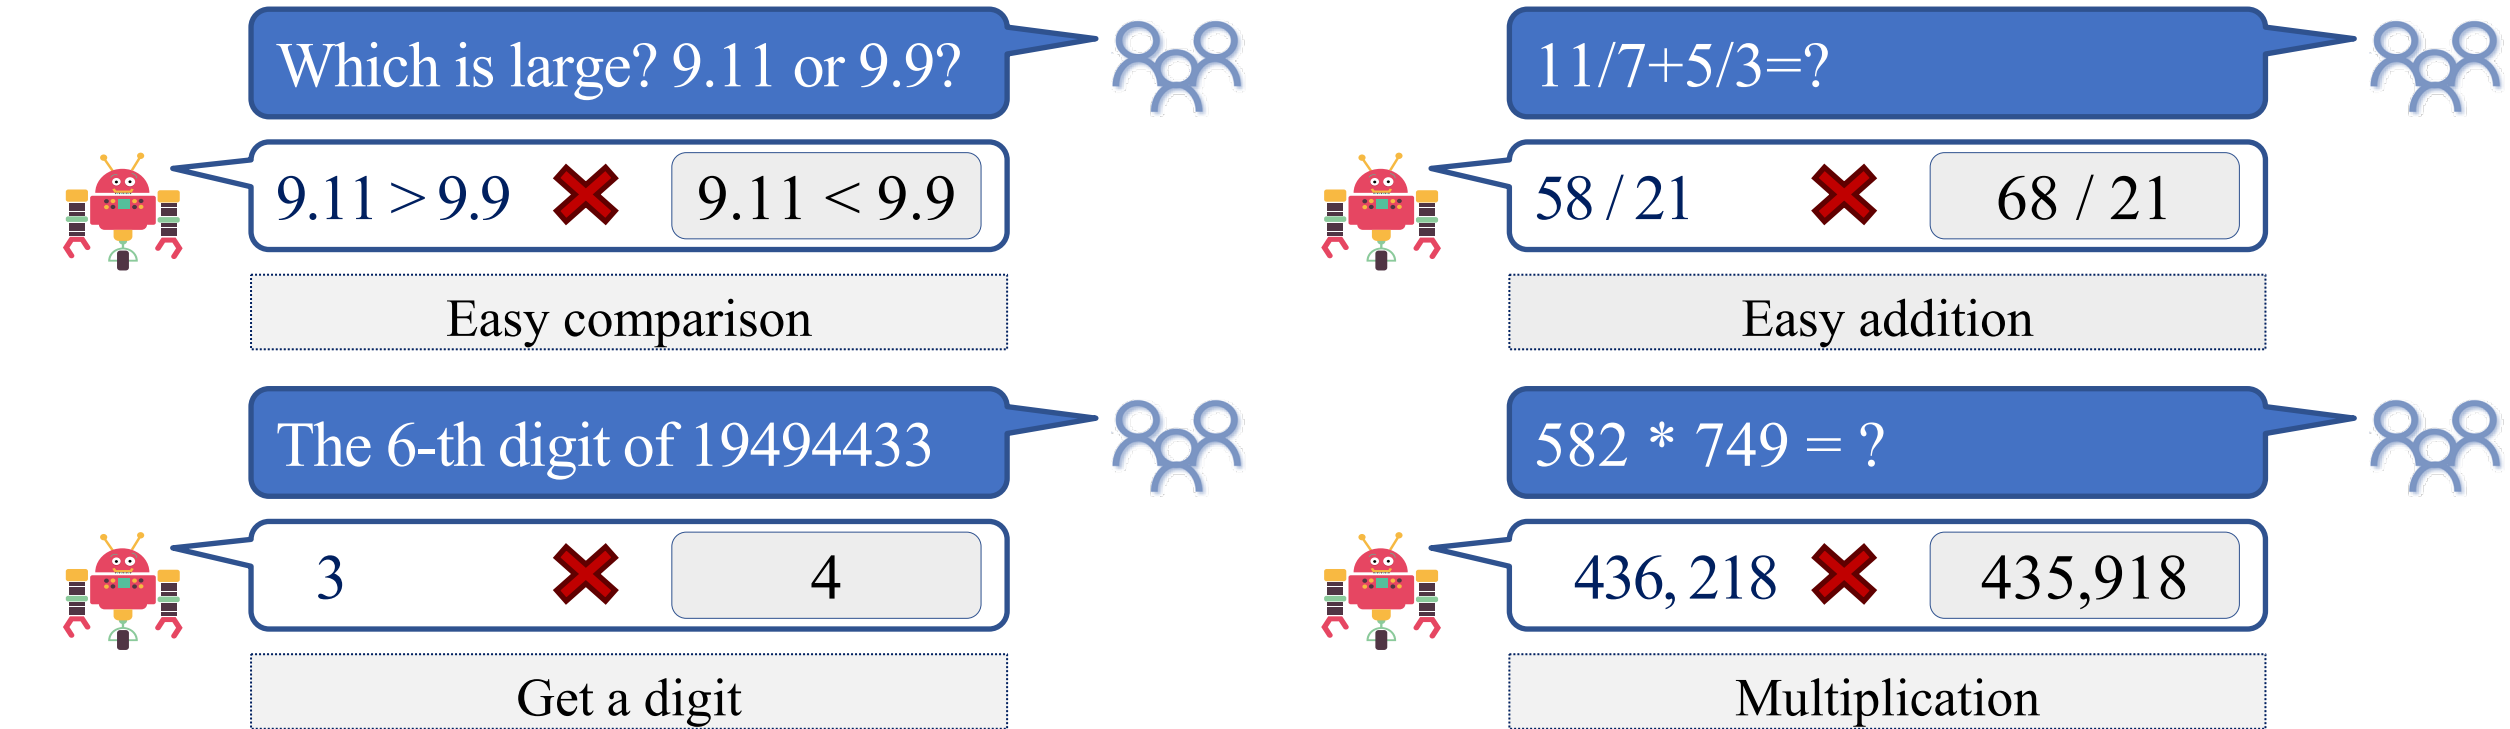 Which is large? 9.11 or 9.9?
9.11 > 9.9
9.11 < 9.9
Easy comparison
11/7+5/3=?
58 / 21
68 / 21
Easy addition
The 6-th digit of 19494433
3
4
Get a digit
582 * 749 = ?
436,218
435,918
Multiplication